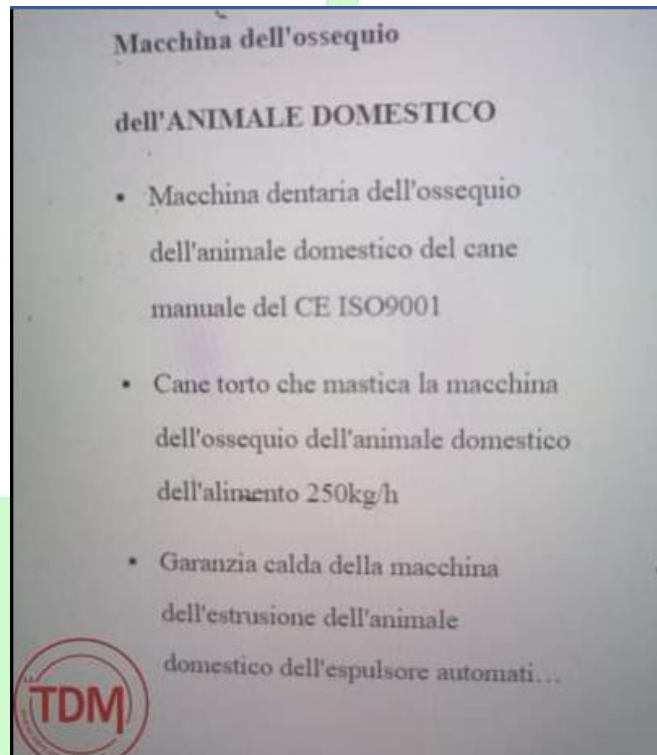 Macchina dell'ossequio
dell'ANIMALE DOMESTICO
• Macchina dentaria dell'ossequio
dell'animale domestico del cane
manuale del CE ISO9001
• Cane torto che mastica la macchina
dell'ossequio dell'animale domestico
dell'alimento 250kg/h
• Garanzia calda della macchina
dell'estrusione dell'animale
domestico dell'espulsore automati…
TDM